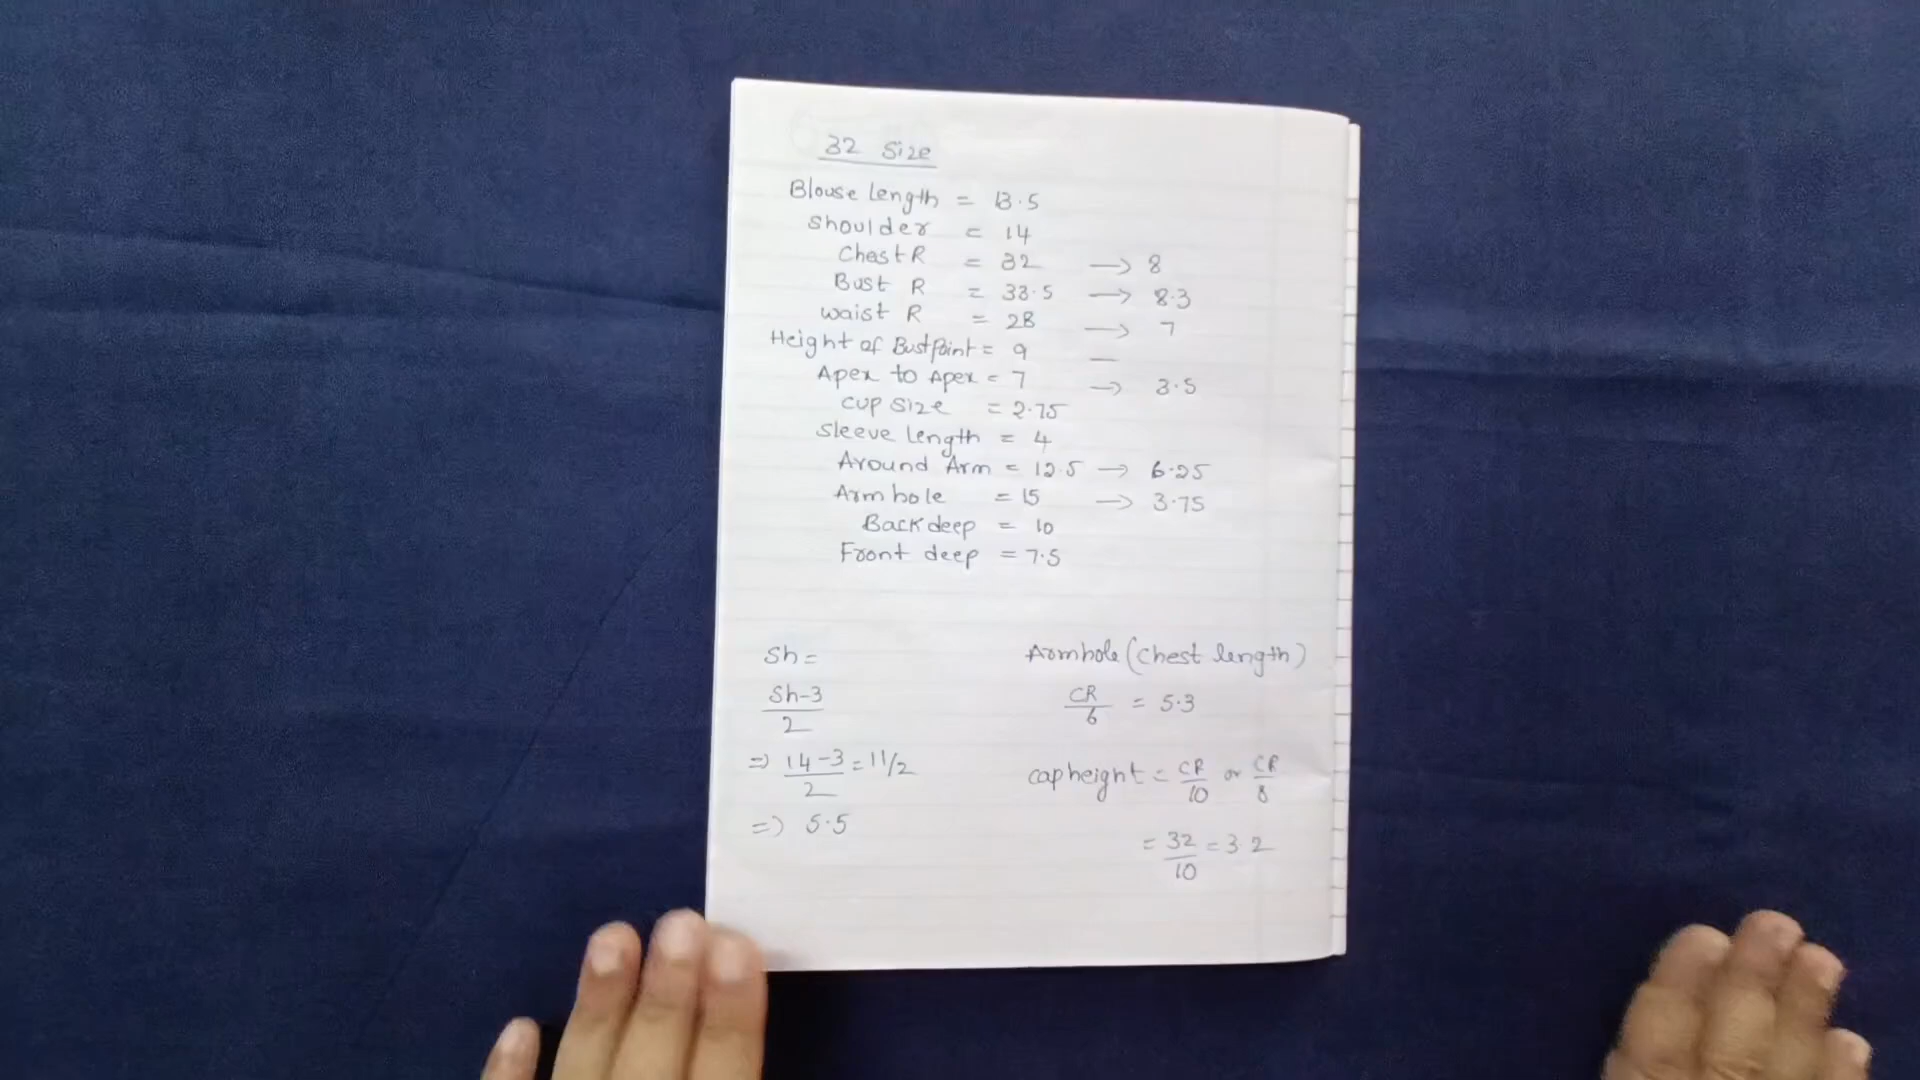 32 Size
Blouse length = 13.5
Shoulder = 14
Chest R = 32 → 8
Bust R = 33.5 → 8.3
waist R = 28 → 7
Height of Bust Point = 9 —
Apex to Apex = 7 → 3.5
cup size = 2.75
Sleeve length = 4
Around Arm = 12.5 → 6.25
Armhole = 15 → 3.75
Back deep = 10
Front deep = 7.5
Sh =
Sh-3
2
=) 14-3 = 11/2
2
=) 5.5
Armhole (chest length)
CR = 5.3
6
cap height = CR or CR
10 8
= 32 = 3.2
10